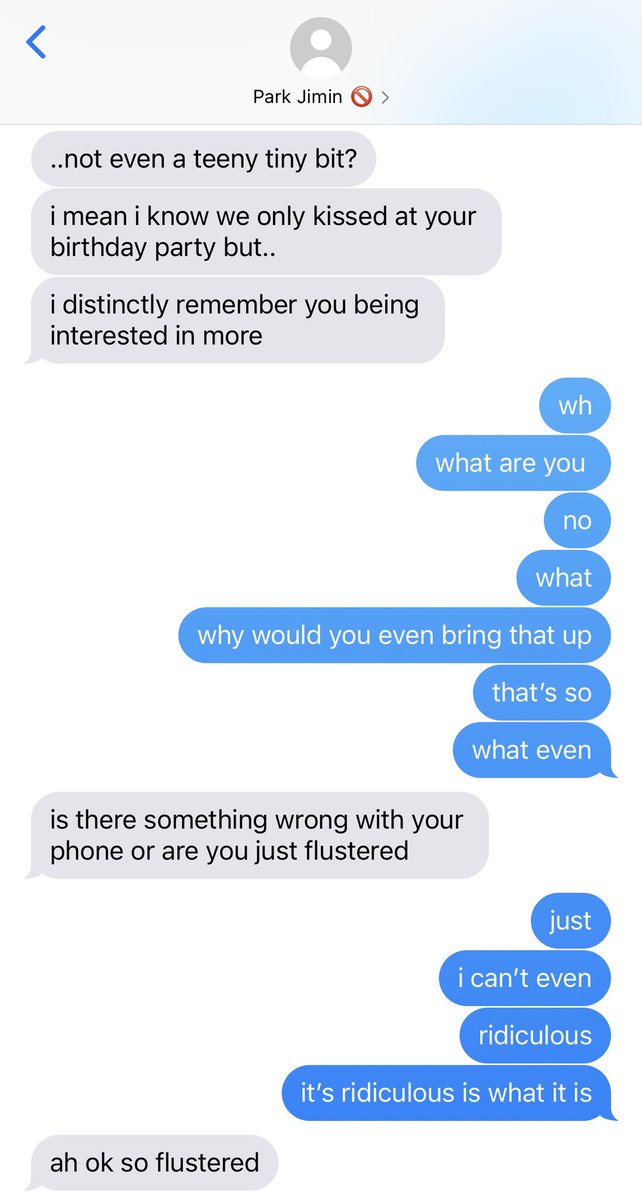 Park Jimin 🚫
..not even a teeny tiny bit?
i mean i know we only kissed at your
birthday party but..
i distinctly remember you being
interested in more
wh
what are you
no
what
why would you even bring that up
that’s so
what even
is there something wrong with your
phone or are you just flustered
just
i can’t even
ridiculous
it’s ridiculous is what it is
ah ok so flustered